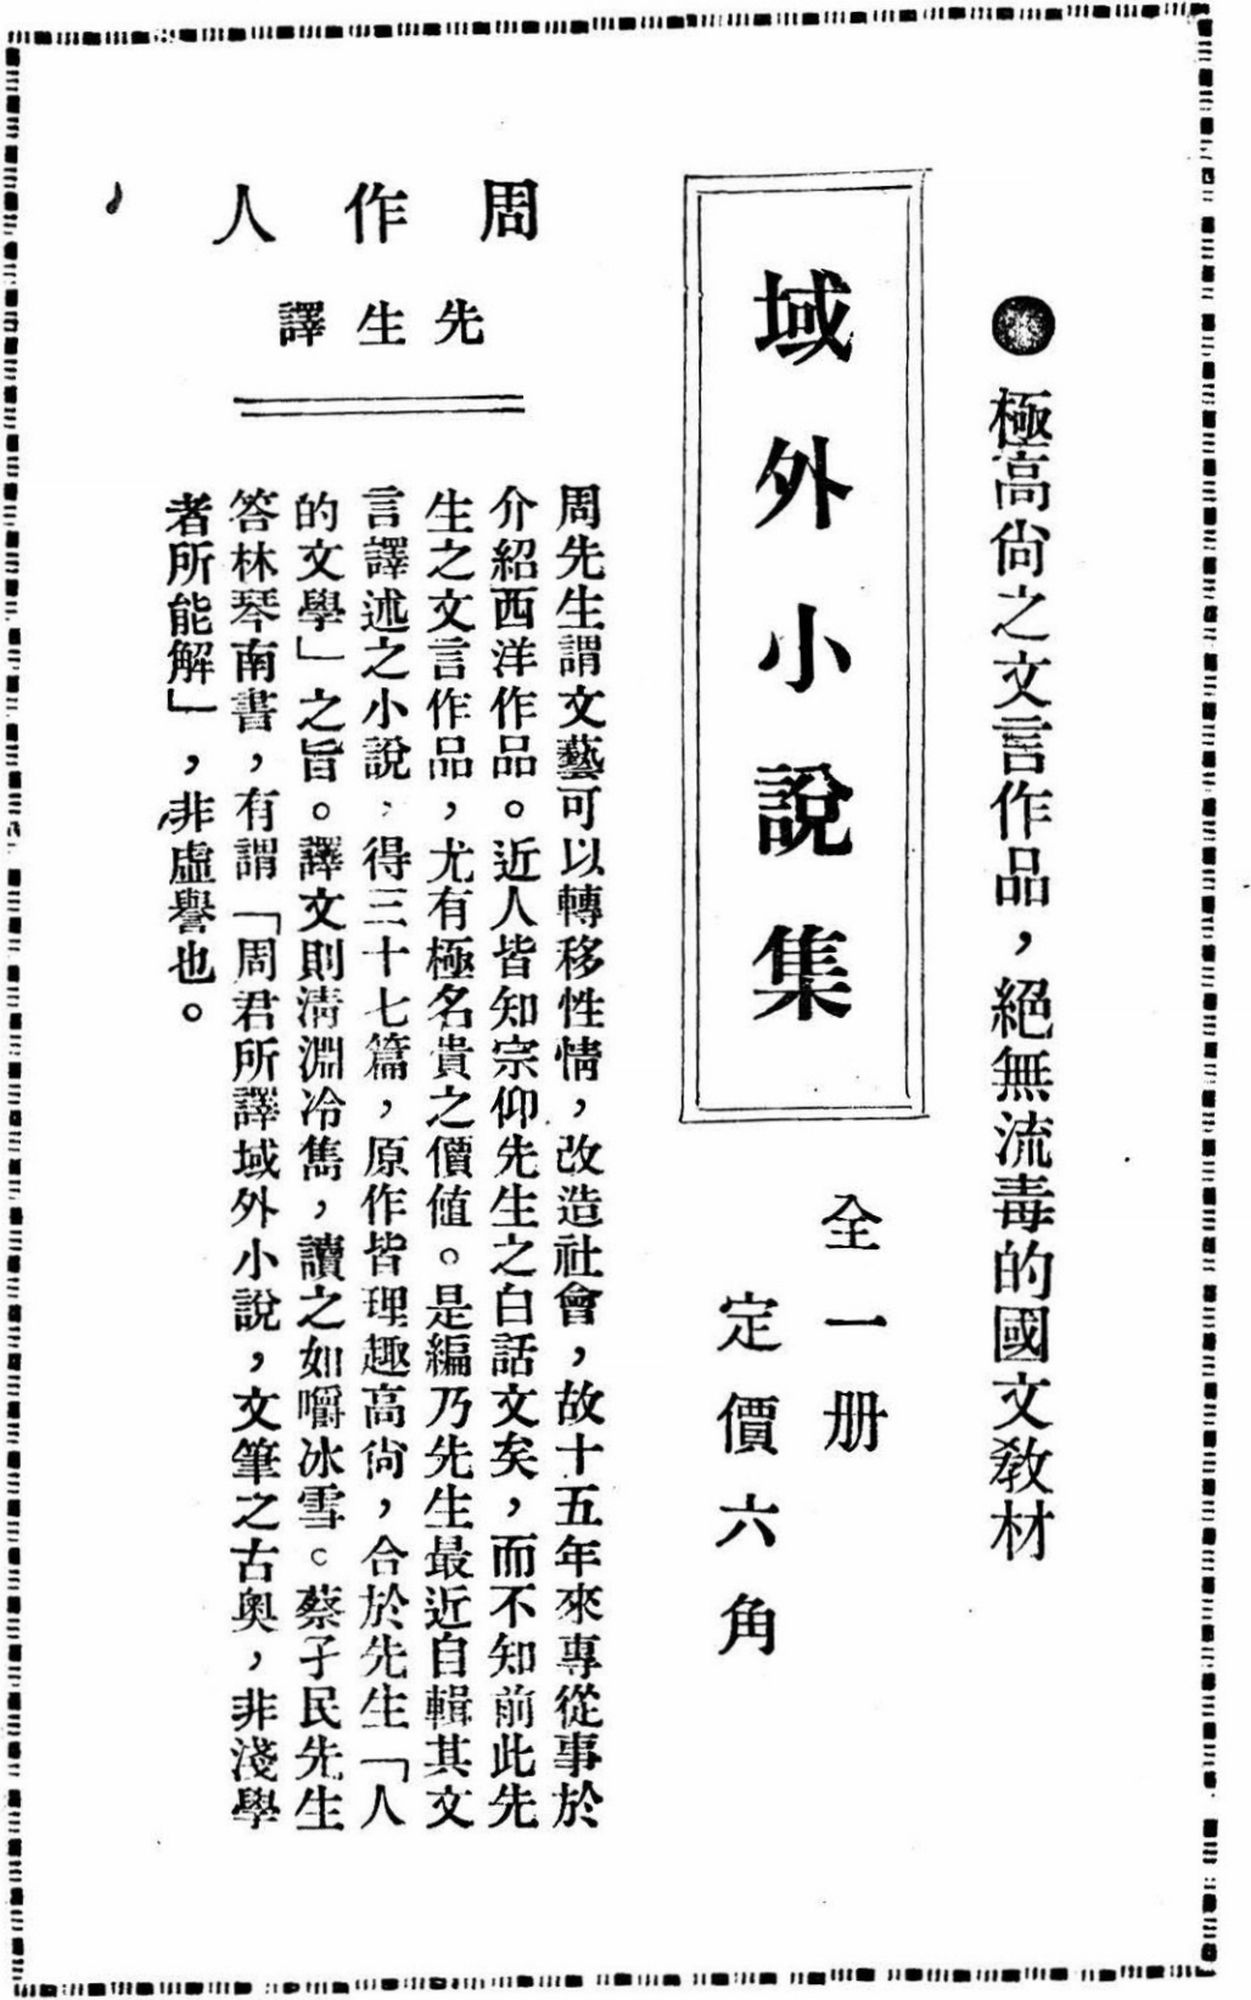 ●極高尚之文言作品，絕無流毒的國文教材
域外小說集
全一册
定價六角
周作人
先生譯
周先生謂文藝可以轉移性情，改造社會，故十五年來專從事於
介紹西洋作品。近人皆知宗仰先生之白話文矣，而不知前此先
生之文言作品，尤有極名貴之價值。是編乃先生最近自輯其文
言譯述之小說，得三十七篇，原作皆理趣高尚，合於先生「人
的文學」之旨。譯文則淸淵冷雋，讀之如嚼冰雪。蔡孑民先生
答林琴南書，有謂「周君所譯域外小說，文筆之古奧，非淺學
者所能解」，非虛譽也。